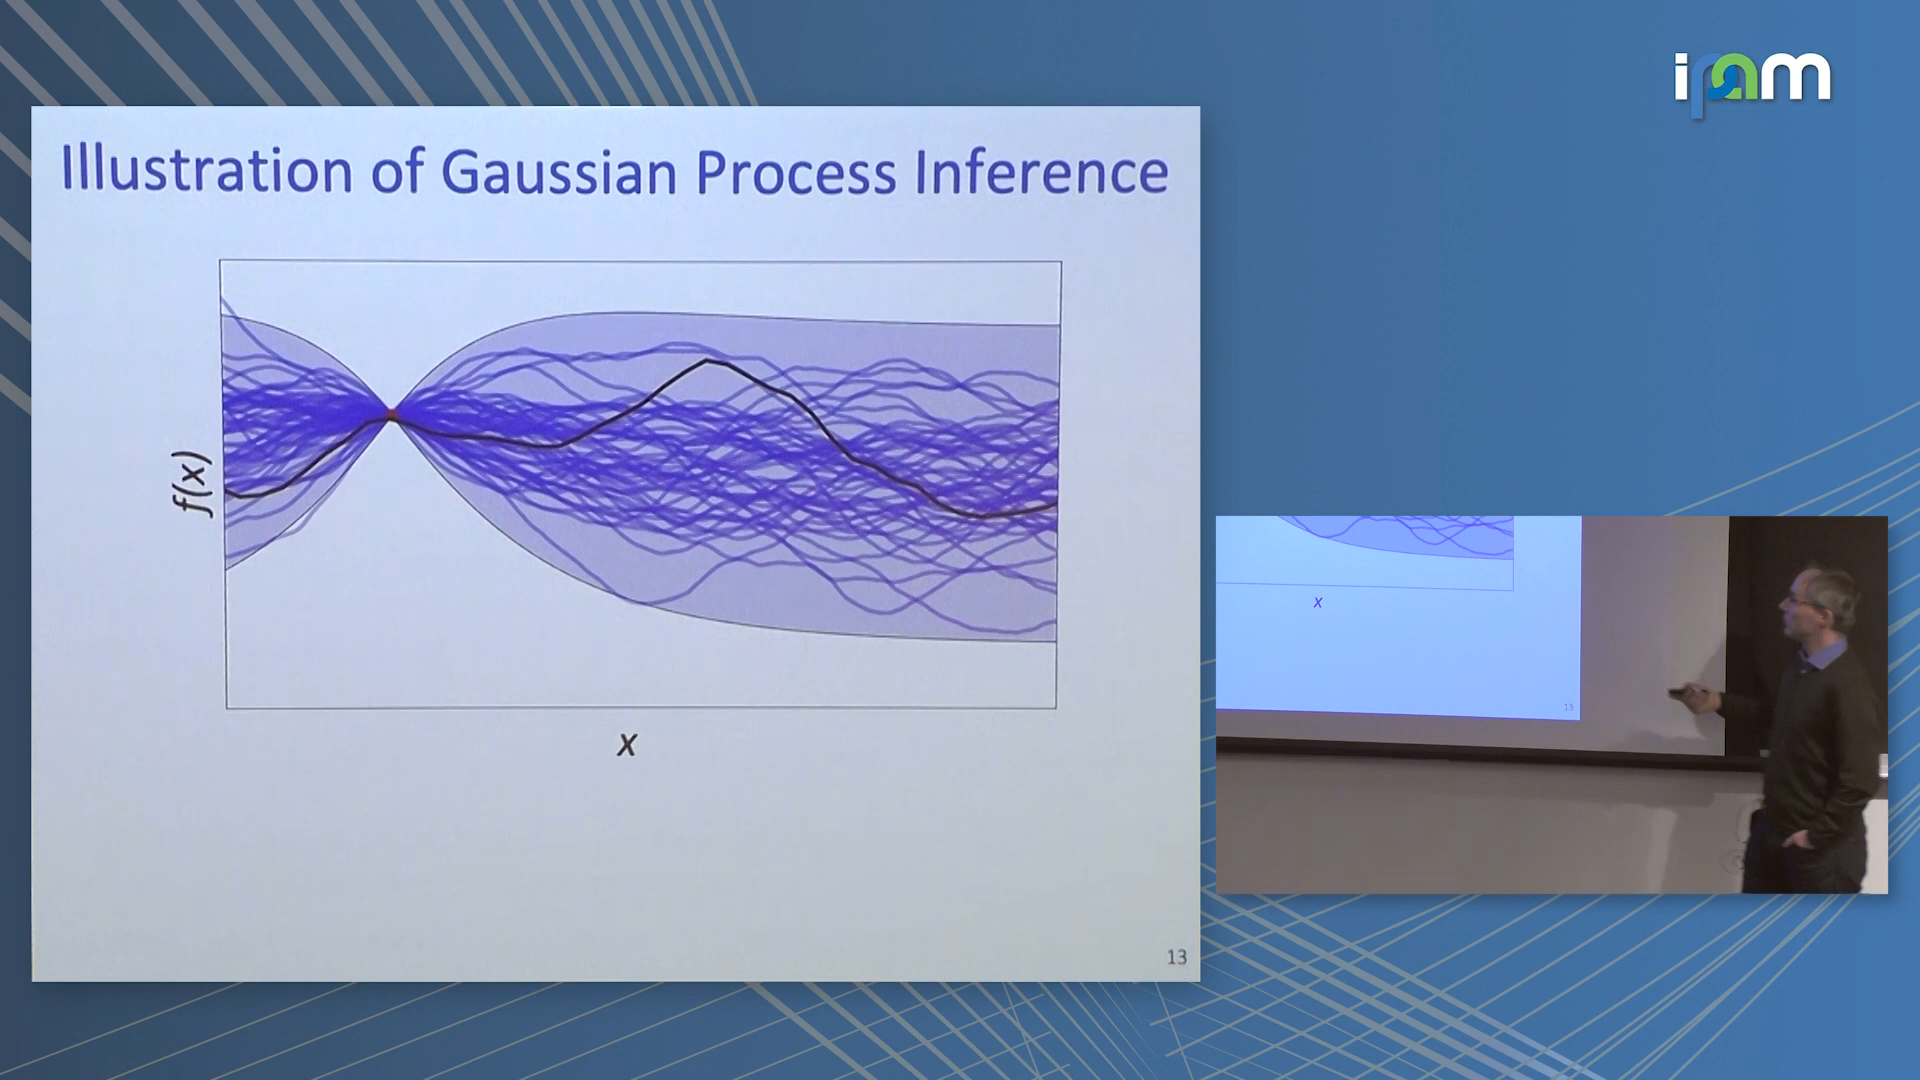 ipam
Illustration of Gaussian Process Inference
f(x)
x
13
x
13